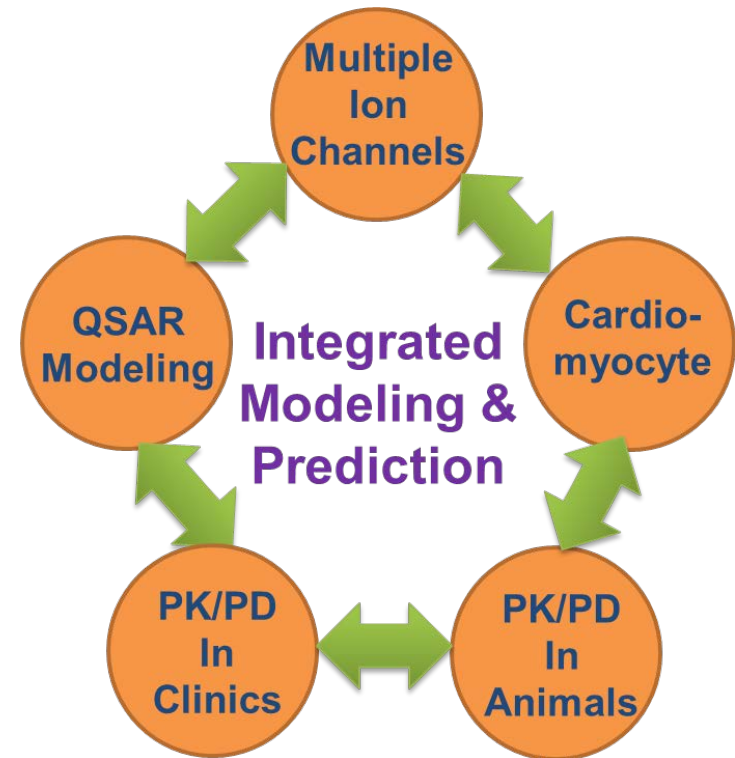 Multiple
Ion
Channels
QSAR
Modeling
Integrated
Modeling &
Prediction
Cardio-
myocyte
PK/PD
In
Clinics
PK/PD
In
Animals